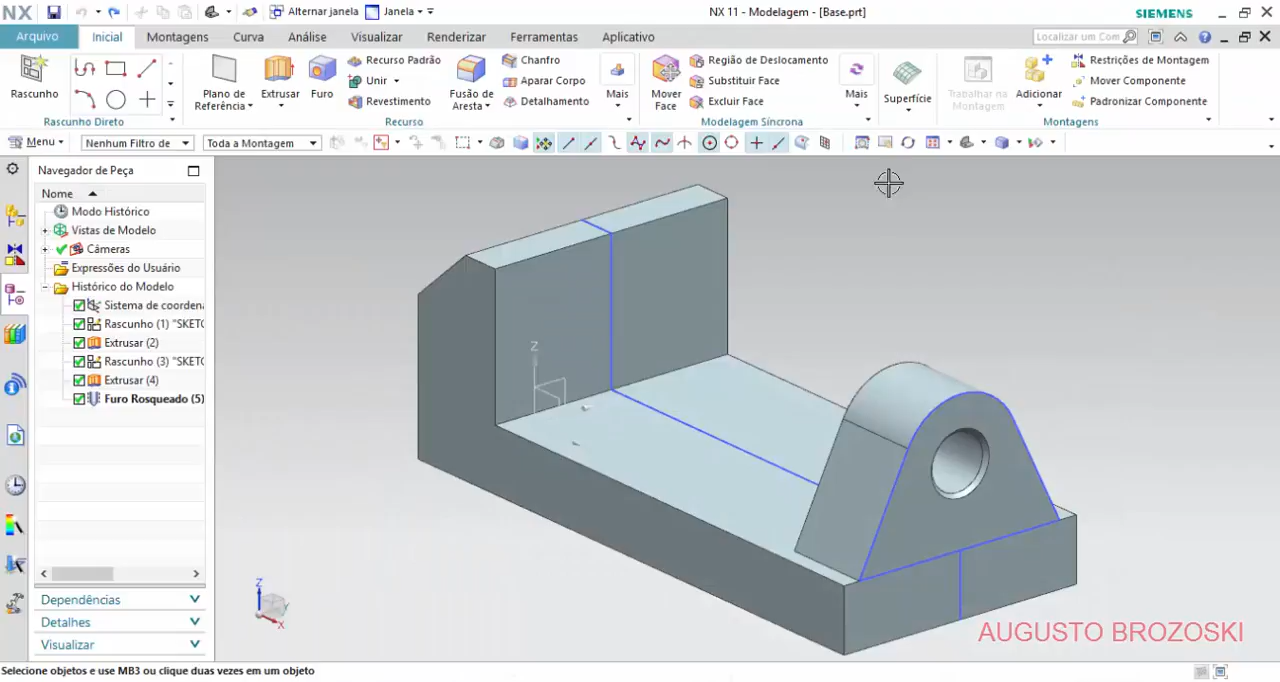 NX
Alternar janela
Janela
NX 11 - Modelagem - [Base.prt]
SIEMENS
Arquivo
Inicial
Montagens
Curva
Análise
Visualizar
Renderizar
Ferramentas
Aplicativo
Localizar um Com
Rascunho
Rascunho Direto
Plano de Referência
Extrusar
Furo
Recurso Padrão
Unir
Revestimento
Fusão de Aresta
Chanfro
Aparar Corpo
Detalhamento
Mais
Recurso
Mover Face
Região de Deslocamento
Substituir Face
Excluir Face
Mais
Modelagem Síncrona
Superfície
Trabalhar na Montagem
Adicionar
Restrições de Montagem
Mover Componente
Padronizar Componente
Montagens
Menu
Nenhum Filtro de
Toda a Montagem
Navegador de Peça
Nome
Modo Histórico
Vistas de Modelo
Câmeras
Expressões do Usuário
Histórico do Modelo
Sistema de coordena
Rascunho (1) "SKETC
Extrusar (2)
Rascunho (3) "SKETC
Extrusar (4)
Furo Rosqueado (5)
Dependências
Detalhes
Visualizar
Z
Z
Y
X
AUGUSTO BROZOSKI
Selecione objetos e use MB3 ou clique duas vezes em um objeto